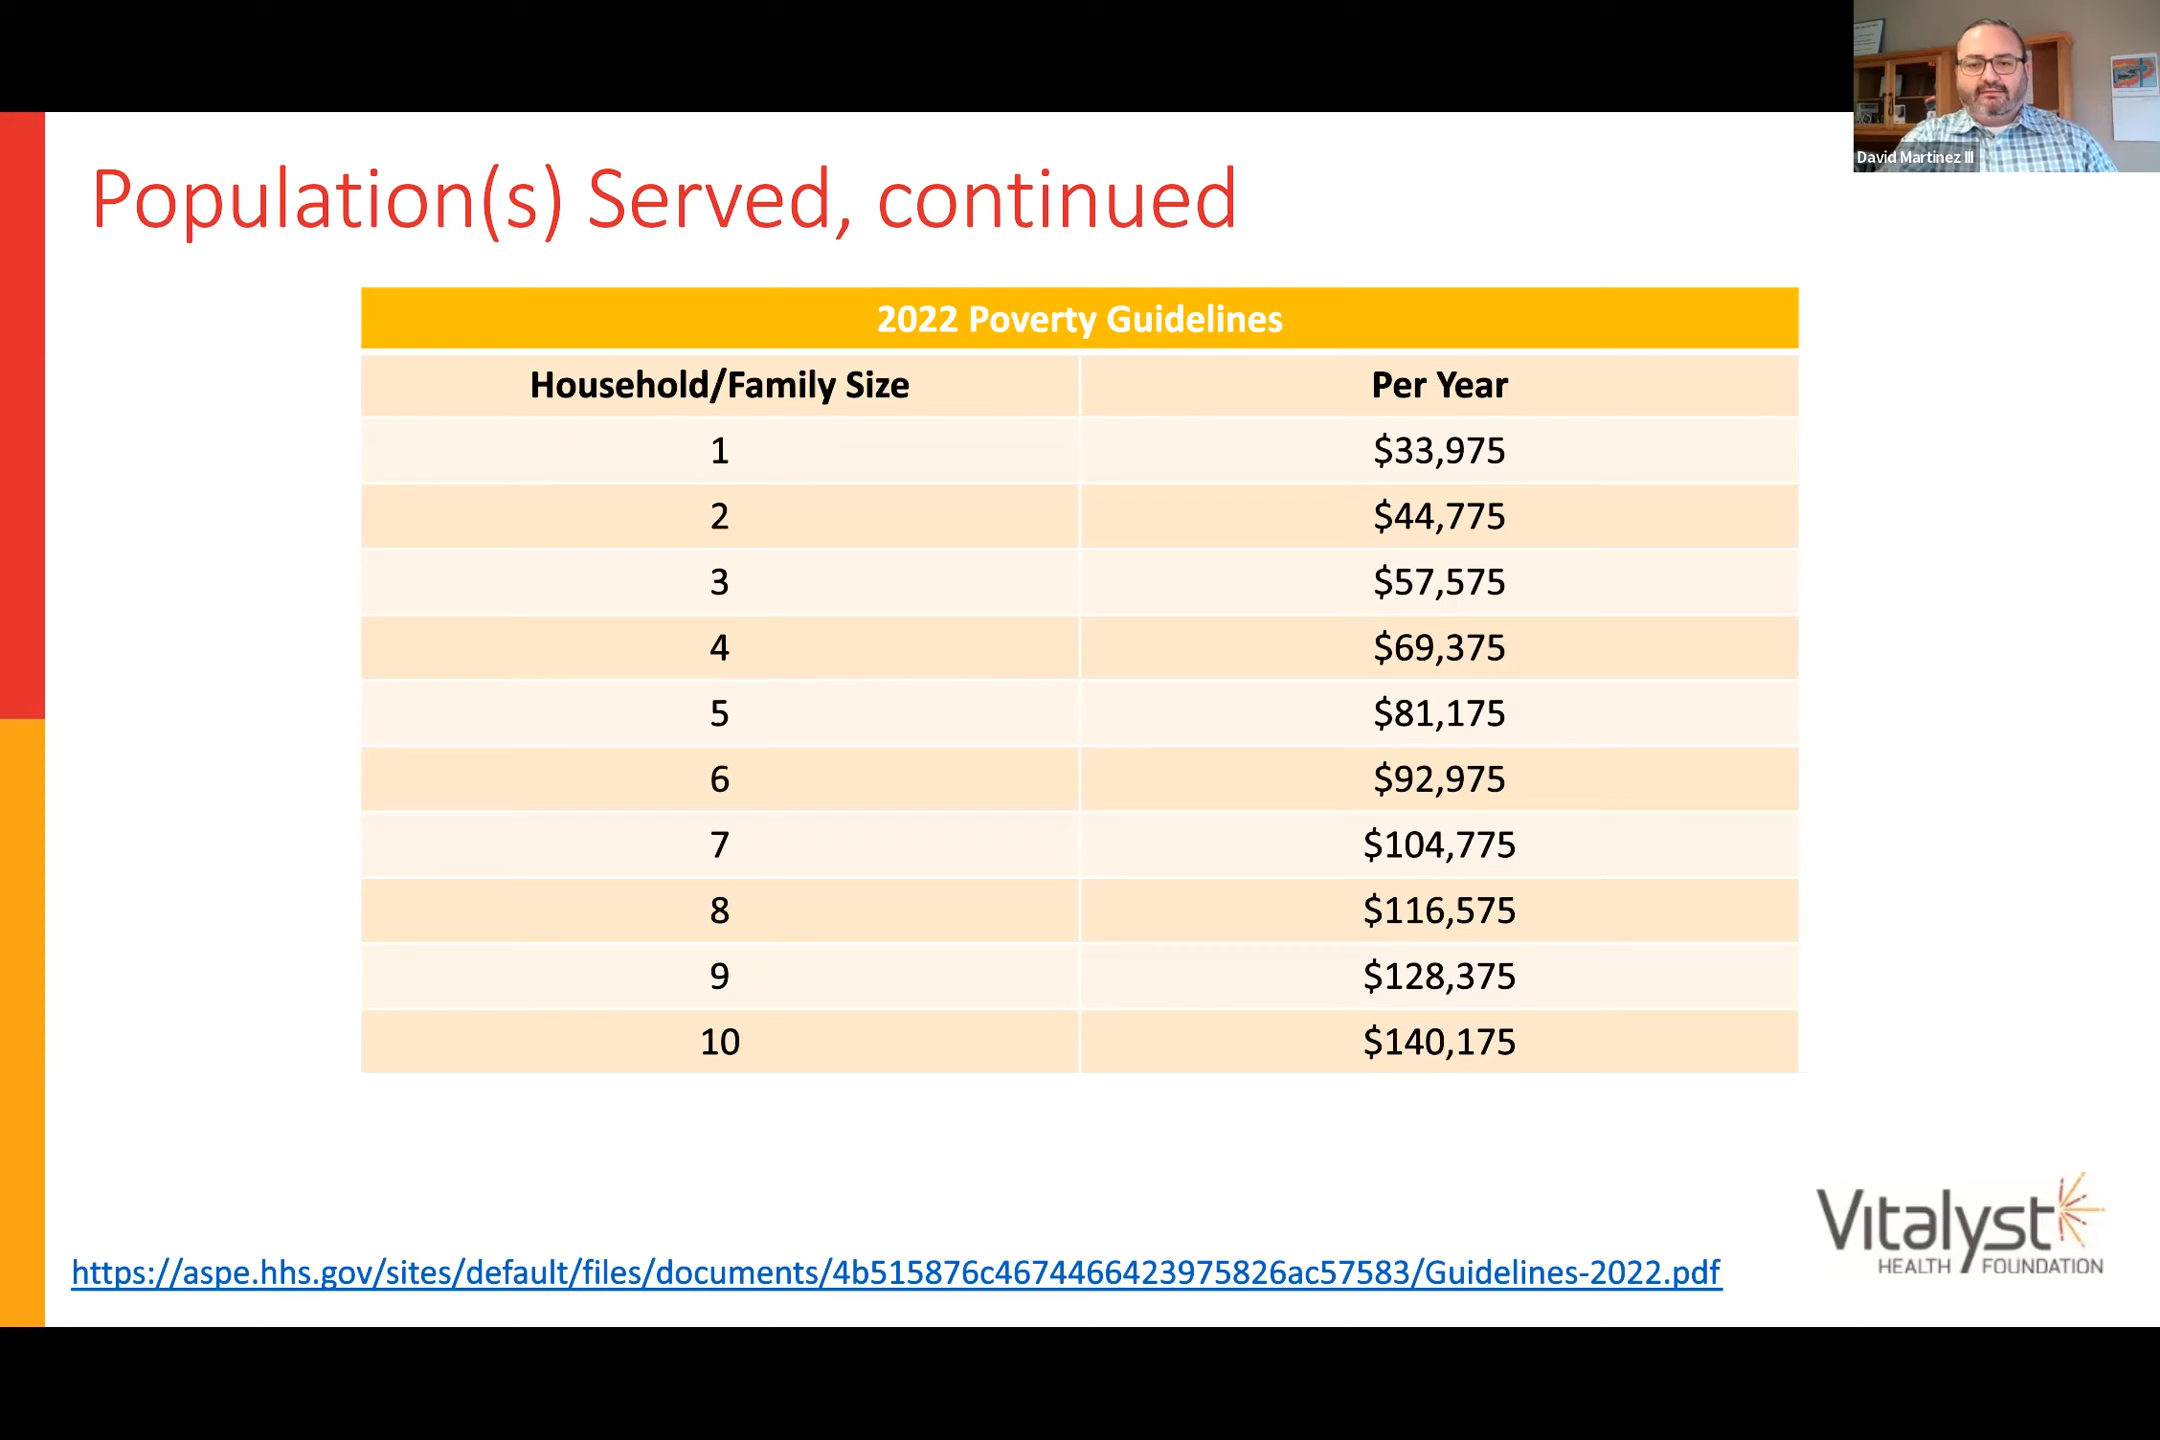 David Martinez III
Population(s) Served, continued
2022 Poverty Guidelines
Household/Family Size Per Year
1 $33,975
2 $44,775
3 $57,575
4 $69,375
5 $81,175
6 $92,975
7 $104,775
8 $116,575
9 $128,375
10 $140,175
https://aspe.hhs.gov/sites/default/files/documents/4b515876c4674466423975826ac57583/Guidelines-2022.pdf
Vitalyst
HEALTH FOUNDATION